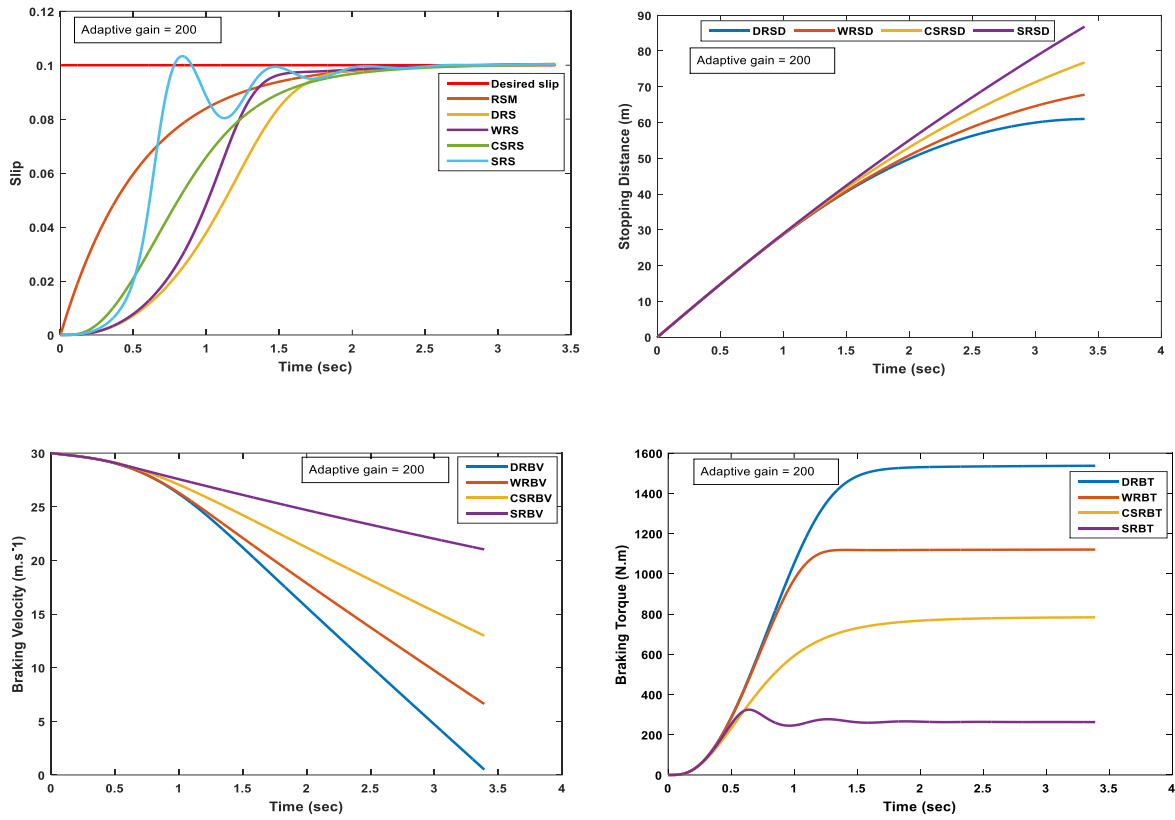 Adaptive gain = 200
0.12
0.1
0.08
0.06
0.04
0.02
0
Slip
Desired slip
RSM
DRS
WRS
CSRS
SRS
0 0.5 1 1.5 2 2.5 3 3.5
Time (sec)
DRSD WRSD CSRSD SRSD
Adaptive gain = 200
90
80
70
60
50
40
30
20
10
0
Stopping Distance (m)
0 0.5 1 1.5 2 2.5 3 3.5 4
Time (sec)
Adaptive gain = 200
30
25
20
15
10
5
0
Braking Velocity (m.s-1)
DRBV
WRBV
CSRBV
SRBV
0 0.5 1 1.5 2 2.5 3 3.5 4
Time (sec)
Adaptive gain = 200
1600
1400
1200
1000
800
600
400
200
0
Braking Torque (N.m)
DRBT
WRBT
CSRBT
SRBT
0 0.5 1 1.5 2 2.5 3 3.5 4
Time (sec)